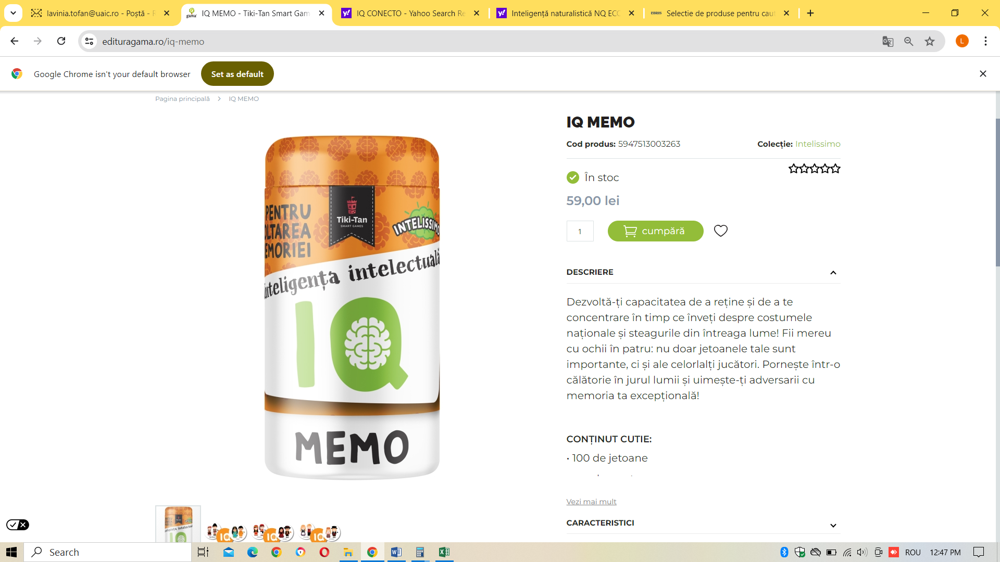 lavinia.tofan@uaic.ro - Poștă - R
IQ MEMO - Tiki-Tan Smart Gam
IQ CONECTO - Yahoo Search Re
Inteligență naturalistică NQ ECO
Selectie de produse pentru caut
edituragama.ro/iq-memo
L
Google Chrome isn't your default browser
Set as default
Pagina principală > IQ MEMO
IQ MEMO
Cod produs: 5947513003263
Colecție: Intelissimo
În stoc
59,00 lei
1
cumpără
DESCRIERE
Dezvoltă-ți capacitatea de a reține și de a te
concentrare în timp ce înveți despre costumele
naționale și steagurile din întreaga lume! Fii mereu
cu ochii în patru: nu doar jetoanele tale sunt
importante, ci și ale celorlalți jucători. Pornește într-o
călătorie în jurul lumii și uimește-ți adversarii cu
memoria ta excepțională!
CONȚINUT CUTIE:
• 100 de jetoane
Vezi mai mult
CARACTERISTICI
PENTRU
OLTAREA
EMORIEI
Tiki-Tan
SMART GAMES
INTELISSIMO
Inteligența intelectuală
IQ
MEMO
Search
ROU
12:47 PM